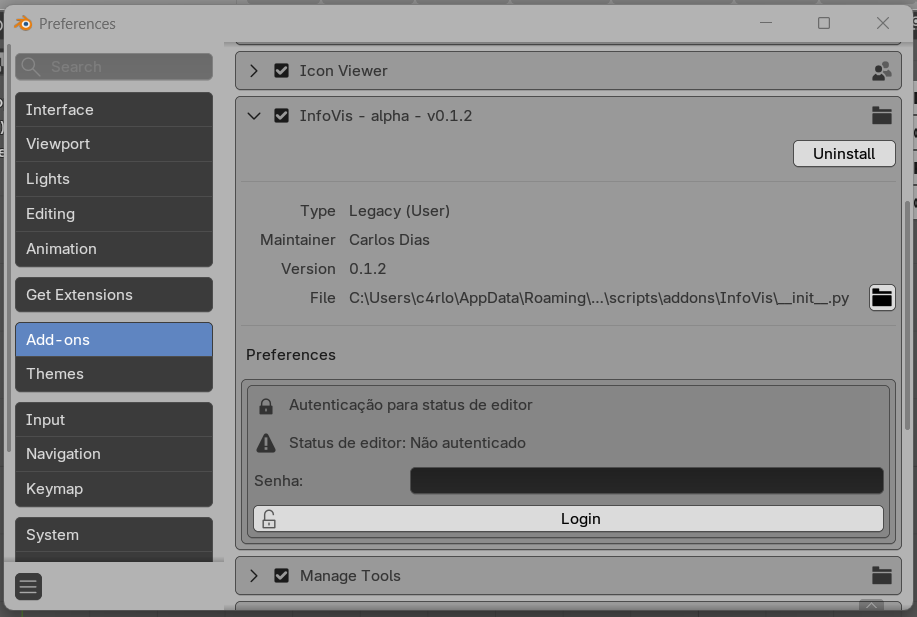 Preferences
Search
Interface
Viewport
Lights
Editing
Animation
Get Extensions
Add-ons
Themes
Input
Navigation
Keymap
System
Icon Viewer
InfoVis - alpha - v0.1.2
Uninstall
Type Legacy (User)
Maintainer Carlos Dias
Version 0.1.2
File C:\Users\c4rlo\AppData\Roaming\...\scripts\addons\InfoVis\__init__.py
Preferences
Autenticação para status de editor
Status de editor: Não autenticado
Senha:
Login
Manage Tools